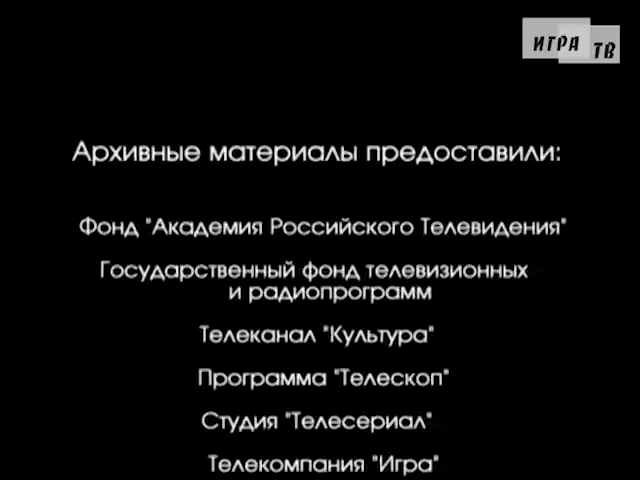 ИГРА ТВ
Архивные материалы предоставили:
Фонд "Академия Российского Телевидения"
Государственный фонд телевизионных
и радиопрограмм
Телеканал "Культура"
Программа "Телескоп"
Студия "Телесериал"
Телекомпания "Игра"